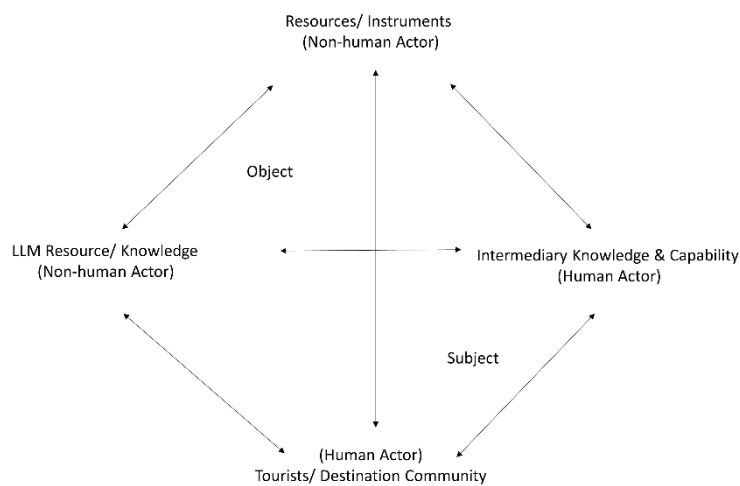 Resources/ Instruments
(Non-human Actor)
Object
LLM Resource/ Knowledge
(Non-human Actor)
Intermediary Knowledge & Capability
(Human Actor)
Subject
(Human Actor)
Tourists/ Destination Community